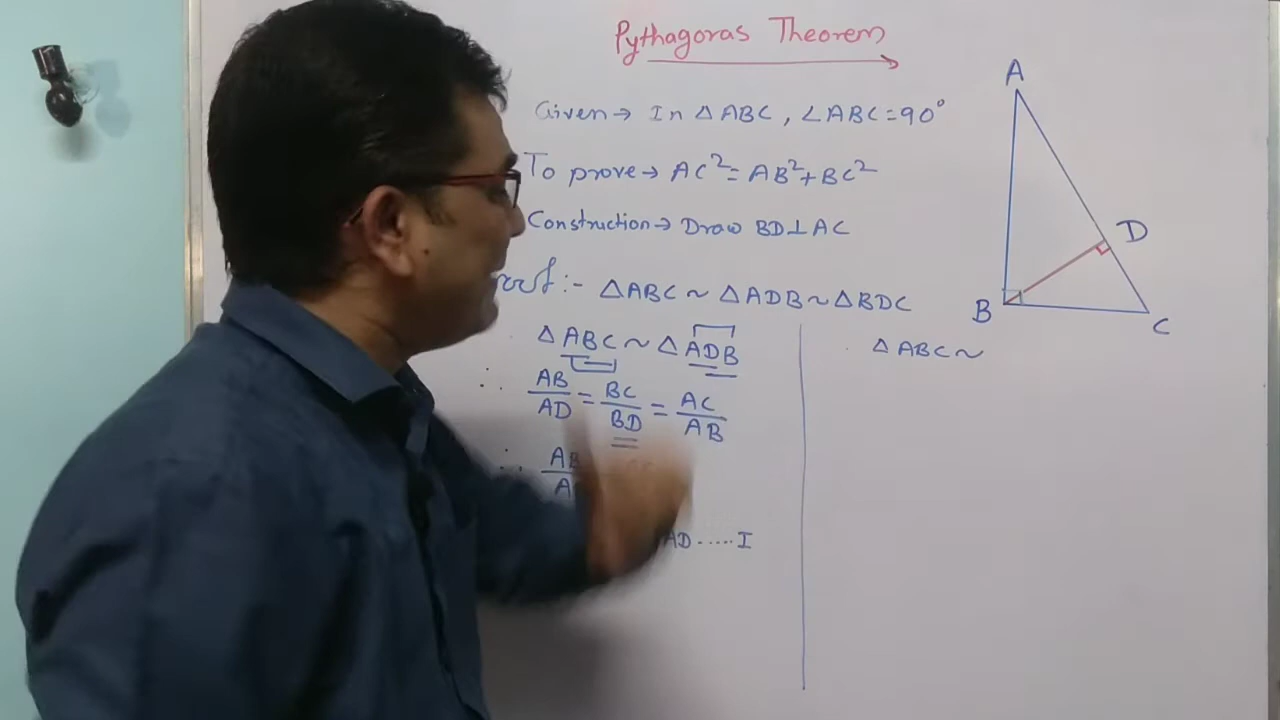 Pythagoras Theorem
Given → In △ABC, ∠ABC=90°
To prove → AC²=AB²+BC²
Construction → Draw BD⊥AC
:- △ABC ~ △ADB ~ △BDC
△ABC ~ △ADB
∴ AB/AD = BC/BD = AC/AB
∴ AB
AD.....I
△ABC ~
A
D
B
C